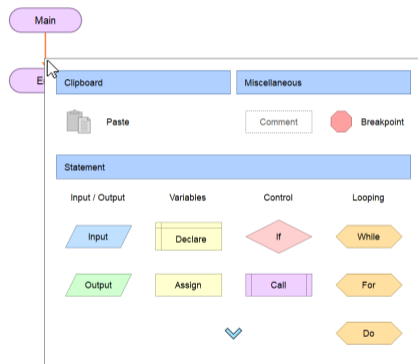 Main
E
Clipboard Miscellaneous
Paste Comment Breakpoint
Statement
Input / Output Variables Control Looping
Input Declare If While
Output Assign Call For
Do